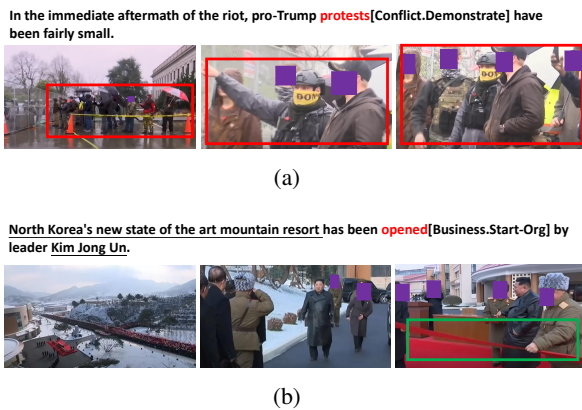 In the immediate aftermath of the riot, pro-Trump protests[Conflict.Demonstrate] have
been fairly small.
(a)
North Korea's new state of the art mountain resort has been opened[Business.Start-Org] by
leader Kim Jong Un.
(b)